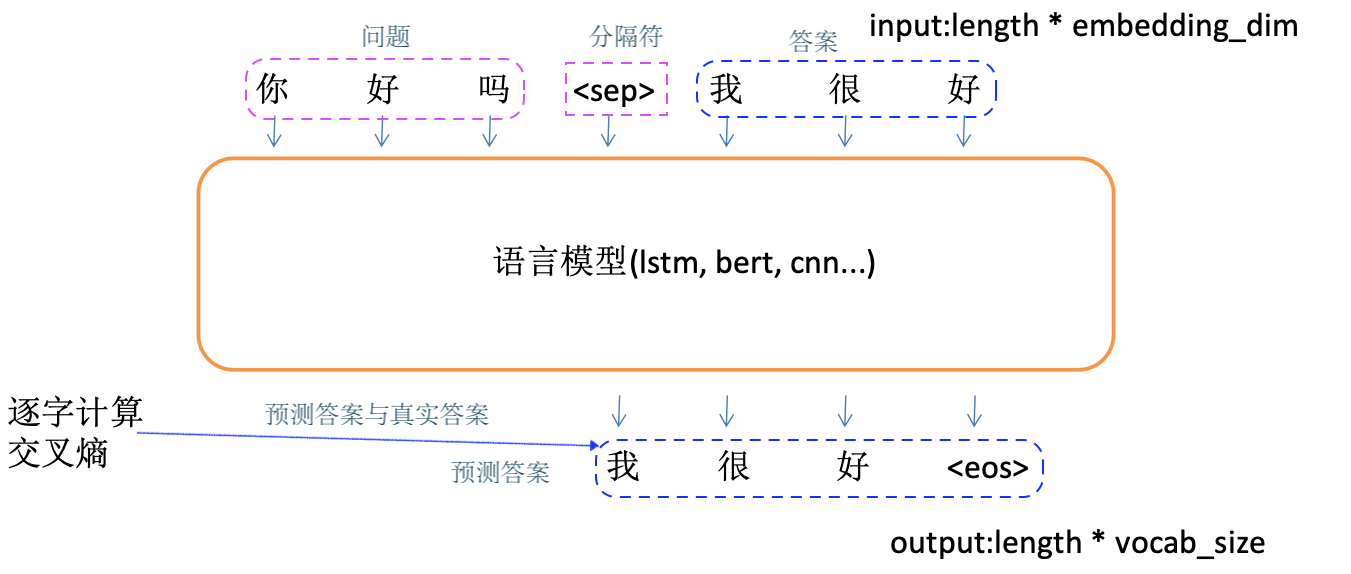 input:length * embedding_dim
问题 分隔符 答案
你 好 吗 <sep> 我 很 好
语言模型(lstm, bert, cnn...)
逐字计算
交叉熵
预测答案与真实答案
预测答案
我 很 好 <eos>
output:length * vocab_size